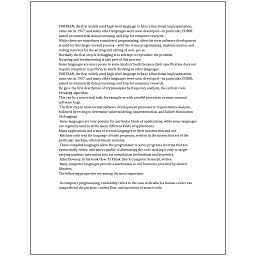 FORTRAN, the first widely used high-level language to have a functional implementation,
came out in 1957, and many other languages were soon developed—in particular, COBOL
aimed at commercial data processing, and Lisp for computer research.
While these are sometimes considered programming, often the term software development
is used for this larger overall process – with the terms programming, implementation, and
coding reserved for the writing and editing of code per se.
Normally the first step in debugging is to attempt to reproduce the problem.
Scripting and breakpointing is also part of this process.
Some languages are more prone to some kinds of faults because their specification does not
require compilers to perform as much checking as other languages.
FORTRAN, the first widely used high-level language to have a functional implementation,
came out in 1957, and many other languages were soon developed—in particular, COBOL
aimed at commercial data processing, and Lisp for computer research.
He gave the first description of cryptanalysis by frequency analysis, the earliest code-
breaking algorithm.
This can be a non-trivial task, for example as with parallel processes or some unusual
software bugs.
The first step in most formal software development processes is requirements analysis,
followed by testing to determine value modeling, implementation, and failure elimination
(debugging).
Some languages are very popular for particular kinds of applications, while some languages
are regularly used to write many different kinds of applications.
Many applications use a mix of several languages in their construction and use.
Machine code was the language of early programs, written in the instruction set of the
particular machine, often in binary notation.
These compiled languages allow the programmer to write programs in terms that are
syntactically richer, and more capable of abstracting the code, making it easy to target
varying machine instruction sets via compilation declarations and heuristics.
Allen Downey, in his book How To Think Like A Computer Scientist, writes:
Many computer languages provide a mechanism to call functions provided by shared
libraries.
The following properties are among the most important:
To computer programming, readability refers to the ease with which a human reader can
comprehend the purpose, control flow, and operation of source code.